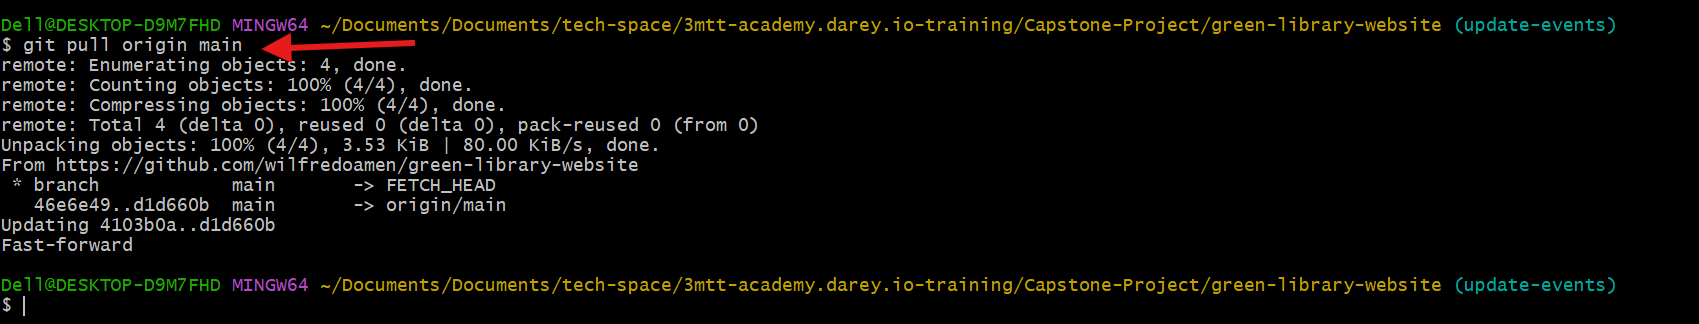 Dell@DESKTOP-D9M7FHD MINGW64 ~/Documents/Documents/tech-space/3mtt-academy.darey.io-training/Capstone-Project/green-library-website (update-events)
$ git pull origin main
remote: Enumerating objects: 4, done.
remote: Counting objects: 100% (4/4), done.
remote: Compressing objects: 100% (4/4), done.
remote: Total 4 (delta 0), reused 0 (delta 0), pack-reused 0 (from 0)
Unpacking objects: 100% (4/4), 3.53 KiB | 80.00 KiB/s, done.
From https://github.com/wilfredoamen/green-library-website
 * branch            main       -> FETCH_HEAD
   46e6e49..d1d660b  main       -> origin/main
Updating 4103b0a..d1d660b
Fast-forward
Dell@DESKTOP-D9M7FHD MINGW64 ~/Documents/Documents/tech-space/3mtt-academy.darey.io-training/Capstone-Project/green-library-website (update-events)
$